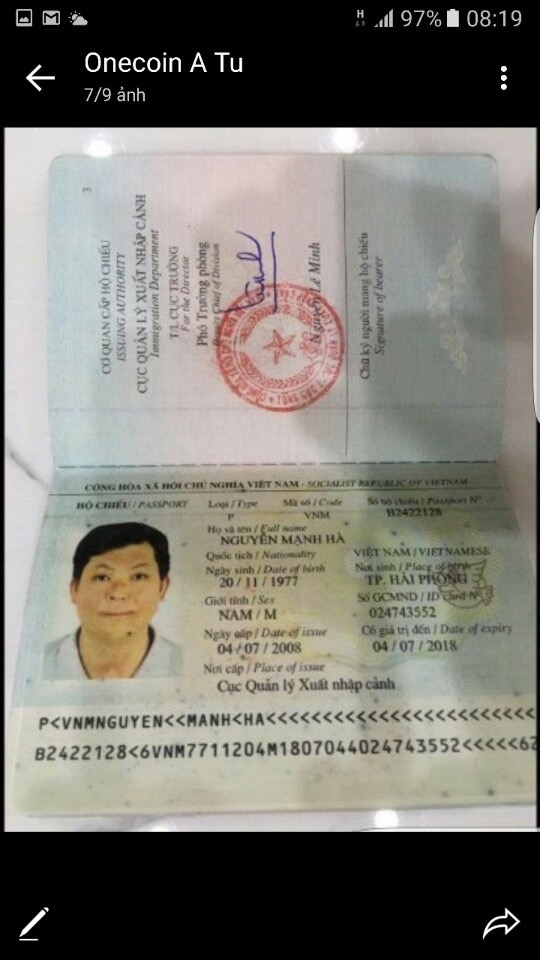 H 97% 08:19
Onecoin A Tu
7/9 ảnh
3
CƠ QUAN CẤP HỘ CHIẾU
ISSUING AUTHORITY
CỤC QUẢN LÝ XUẤT NHẬP CẢNH
Immigration Department
T/L CỤC TRƯỞNG
For the Director
Phó Trưởng phòng
Chief of Division
Nguyễn Lê Minh
Chữ ký người mang hộ chiếu
Signature of bearer
CỘNG HÒA XÃ HỘI CHỦ NGHĨA VIỆT NAM - SOCIALIST REPUBLIC OF VIETNAM
HỘ CHIẾU / PASSPORT Loại / Type Mã số / Code Số hộ chiếu / Passport Nº
P VNM B2422128
Họ và tên / Full name
NGUYỄN MẠNH HÀ
Quốc tịch / Nationality VIỆT NAM / VIETNAMESE
Ngày sinh / Date of birth Nơi sinh / Place of birth
20 / 11 / 1977 TP. HẢI PHÒNG
Giới tính / Sex Số GCMND / ID card Nº
NAM / M 024743552
Ngày cấp / Date of issue Có giá trị đến / Date of expiry
04 / 07 / 2008 04 / 07 / 2018
Nơi cấp / Place of issue
Cục Quản lý Xuất nhập cảnh
P<VNMNGUYEN<<MANH<HA<<<<<<<<<<<<<<<<<<<<<<<
B2422128<6VNM7711204M1807044024743552<<<<<62